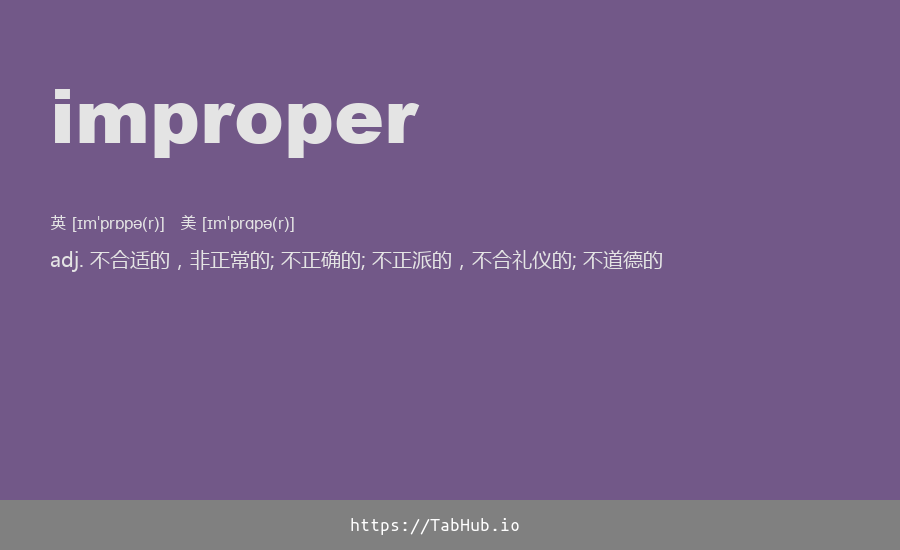 improper
英 [ɪmˈprɒpə(r)] 美 [ɪmˈprɑpə(r)]
adj. 不合适的，非正常的; 不正确的; 不正派的，不合礼仪的; 不道德的
https://TabHub.io